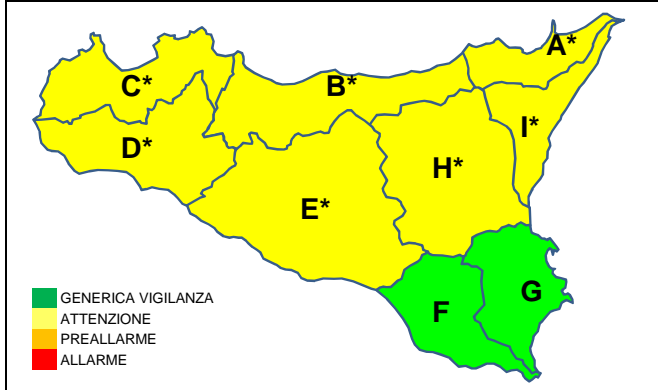 A*
C*
B*
I*
D*
H*
E*
G
F
GENERICA VIGILANZA
ATTENZIONE
PREALLARME
ALLARME